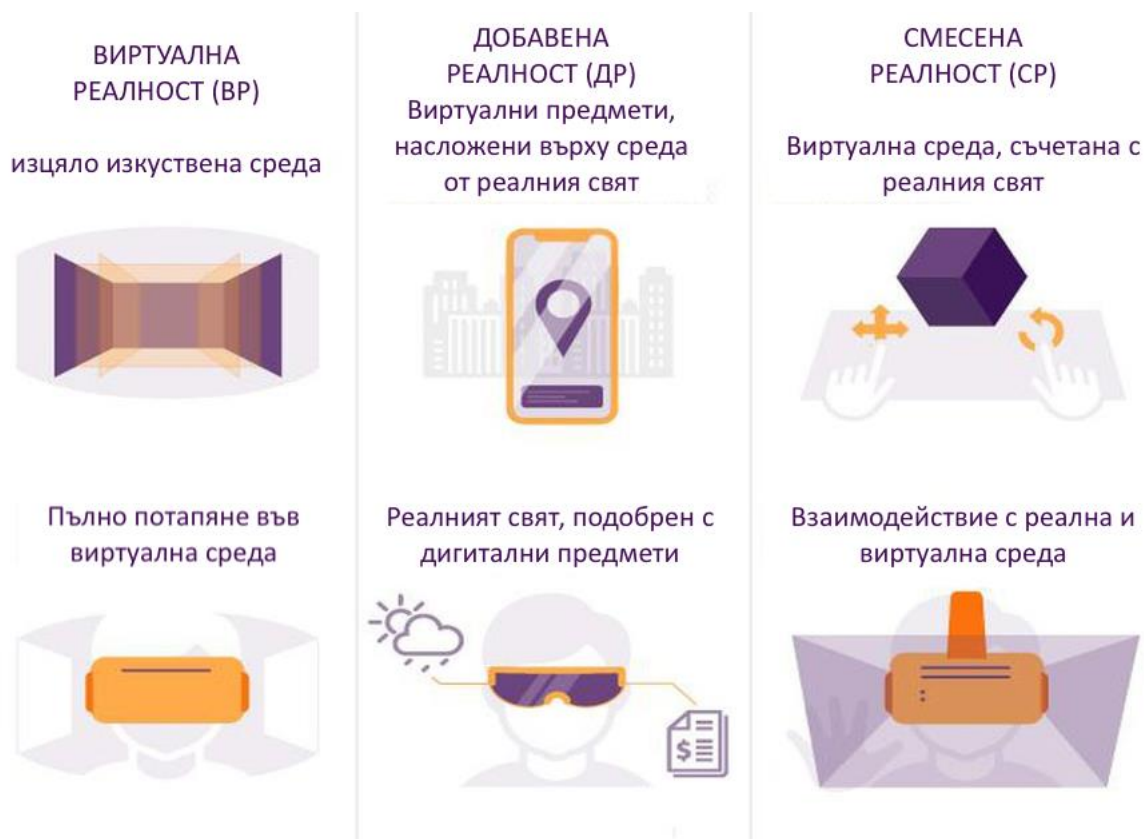 ВИРТУАЛНА
РЕАЛНОСТ (ВР)
изцяло изкуствена среда
Пълно потапяне във
виртуална среда
ДОБАВЕНА
РЕАЛНОСТ (ДР)
Виртуални предмети,
насложени върху среда
от реалния свят
Реалният свят, подобрен с
дигитални предмети
$
СМЕСЕНА
РЕАЛНОСТ (СР)
Виртуална среда, съчетана с
реалния свят
Взаимодействие с реална и
виртуална среда